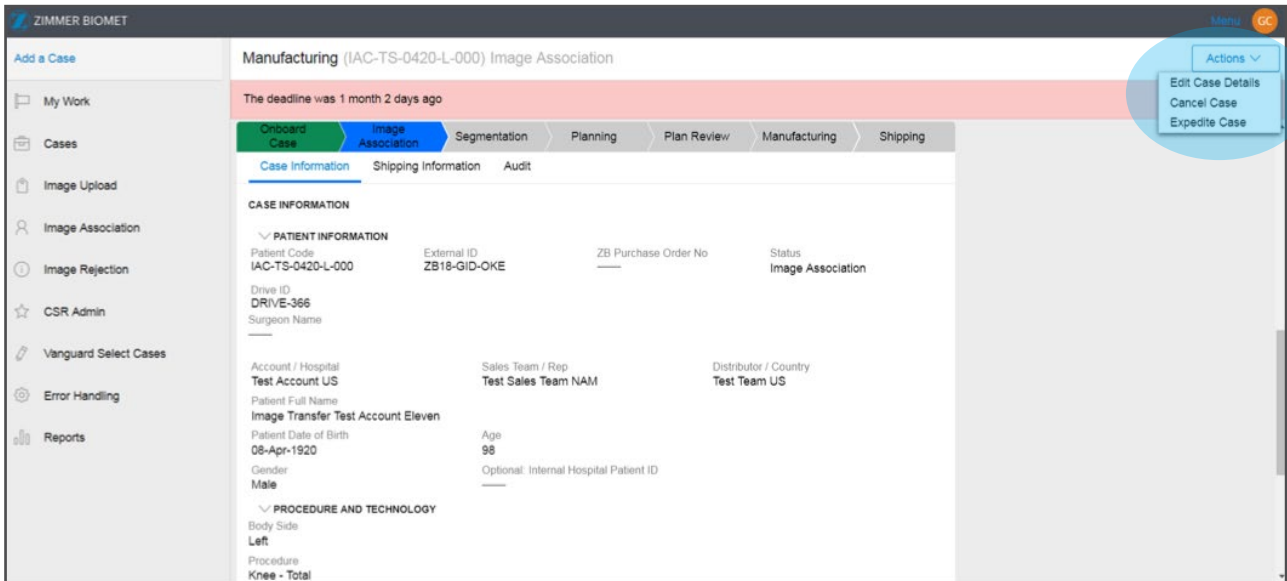 ZIMMER BIOMET
Menu GC
Add a Case
My Work
Cases
Image Upload
Image Association
Image Rejection
CSR Admin
Vanguard Select Cases
Error Handling
Reports
Manufacturing (IAC-TS-0420-L-000) Image Association
Actions
Edit Case Details
Cancel Case
Expedite Case
The deadline was 1 month 2 days ago
Onboard Case
Image Association
Segmentation
Planning
Plan Review
Manufacturing
Shipping
Case Information Shipping Information Audit
CASE INFORMATION
PATIENT INFORMATION
Patient Code External ID ZB Purchase Order No Status
IAC-TS-0420-L-000 ZB18-GID-OKE —— Image Association
Drive ID
DRIVE-366
Surgeon Name
——
Account / Hospital Sales Team / Rep Distributor / Country
Test Account US Test Sales Team NAM Test Team US
Patient Full Name
Image Transfer Test Account Eleven
Patient Date of Birth Age
08-Apr-1920 98
Gender Optional: Internal Hospital Patient ID
Male ——
PROCEDURE AND TECHNOLOGY
Body Side
Left
Procedure
Knee - Total